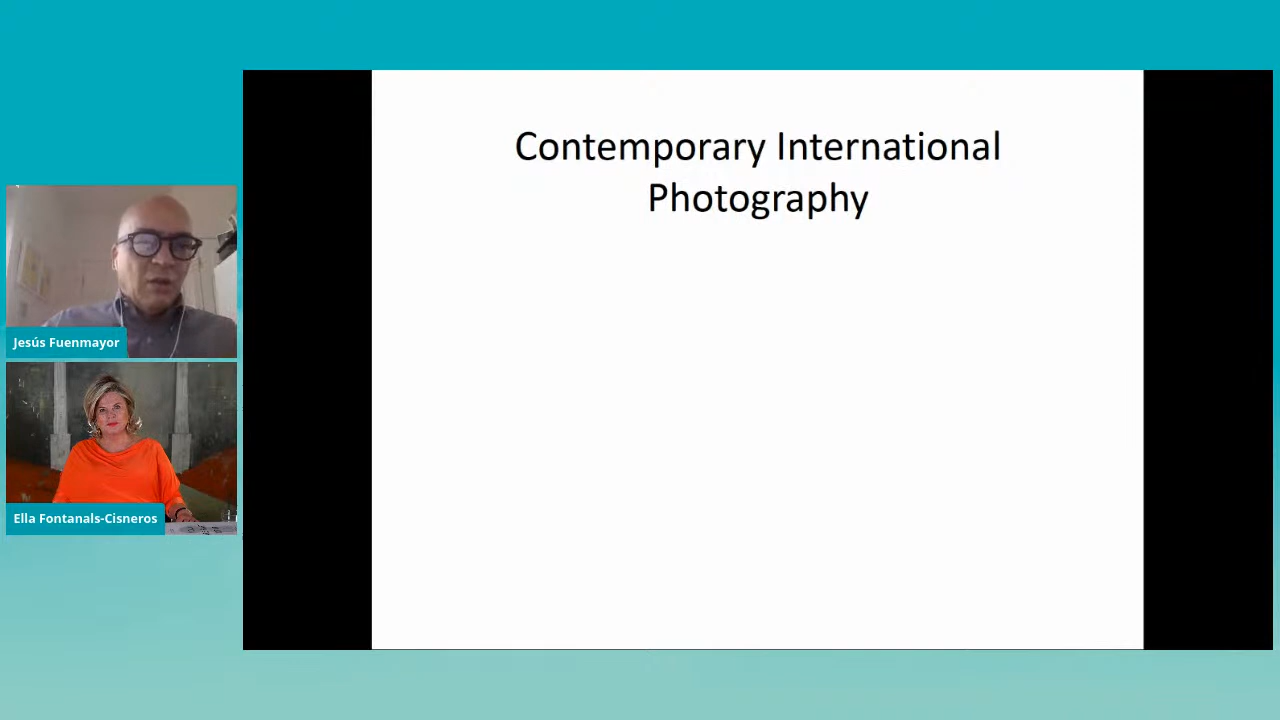 Contemporary International
Photography
Jesús Fuenmayor
Ella Fontanals-Cisneros